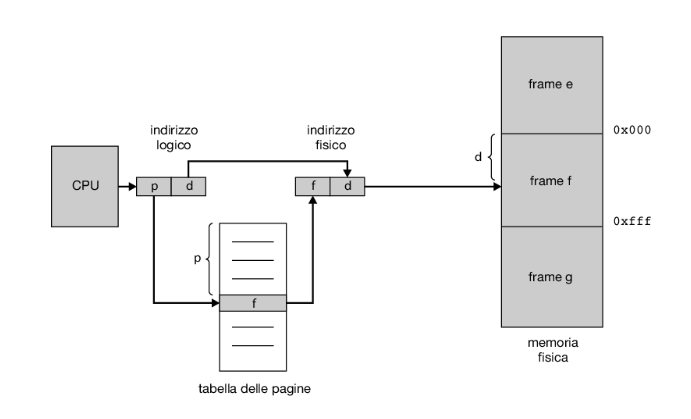 frame e
0x000
indirizzo
logico
indirizzo
fisico
d
CPU
p d
f d
frame f
0xfff
p
f
frame g
memoria
fisica
tabella delle pagine